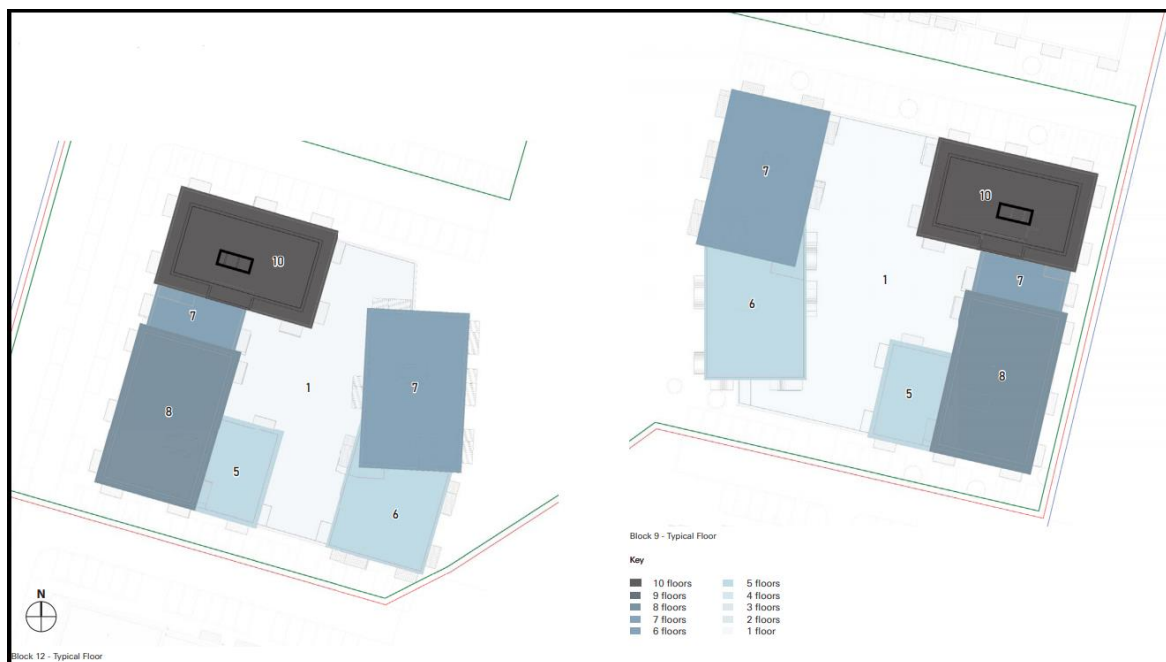 10
7
8
5
1
7
6
N
Block 12 - Typical Floor
7
10
6
1
7
5
8
Block 9 - Typical Floor
Key
10 floors
9 floors
8 floors
7 floors
6 floors
5 floors
4 floors
3 floors
2 floors
1 floor